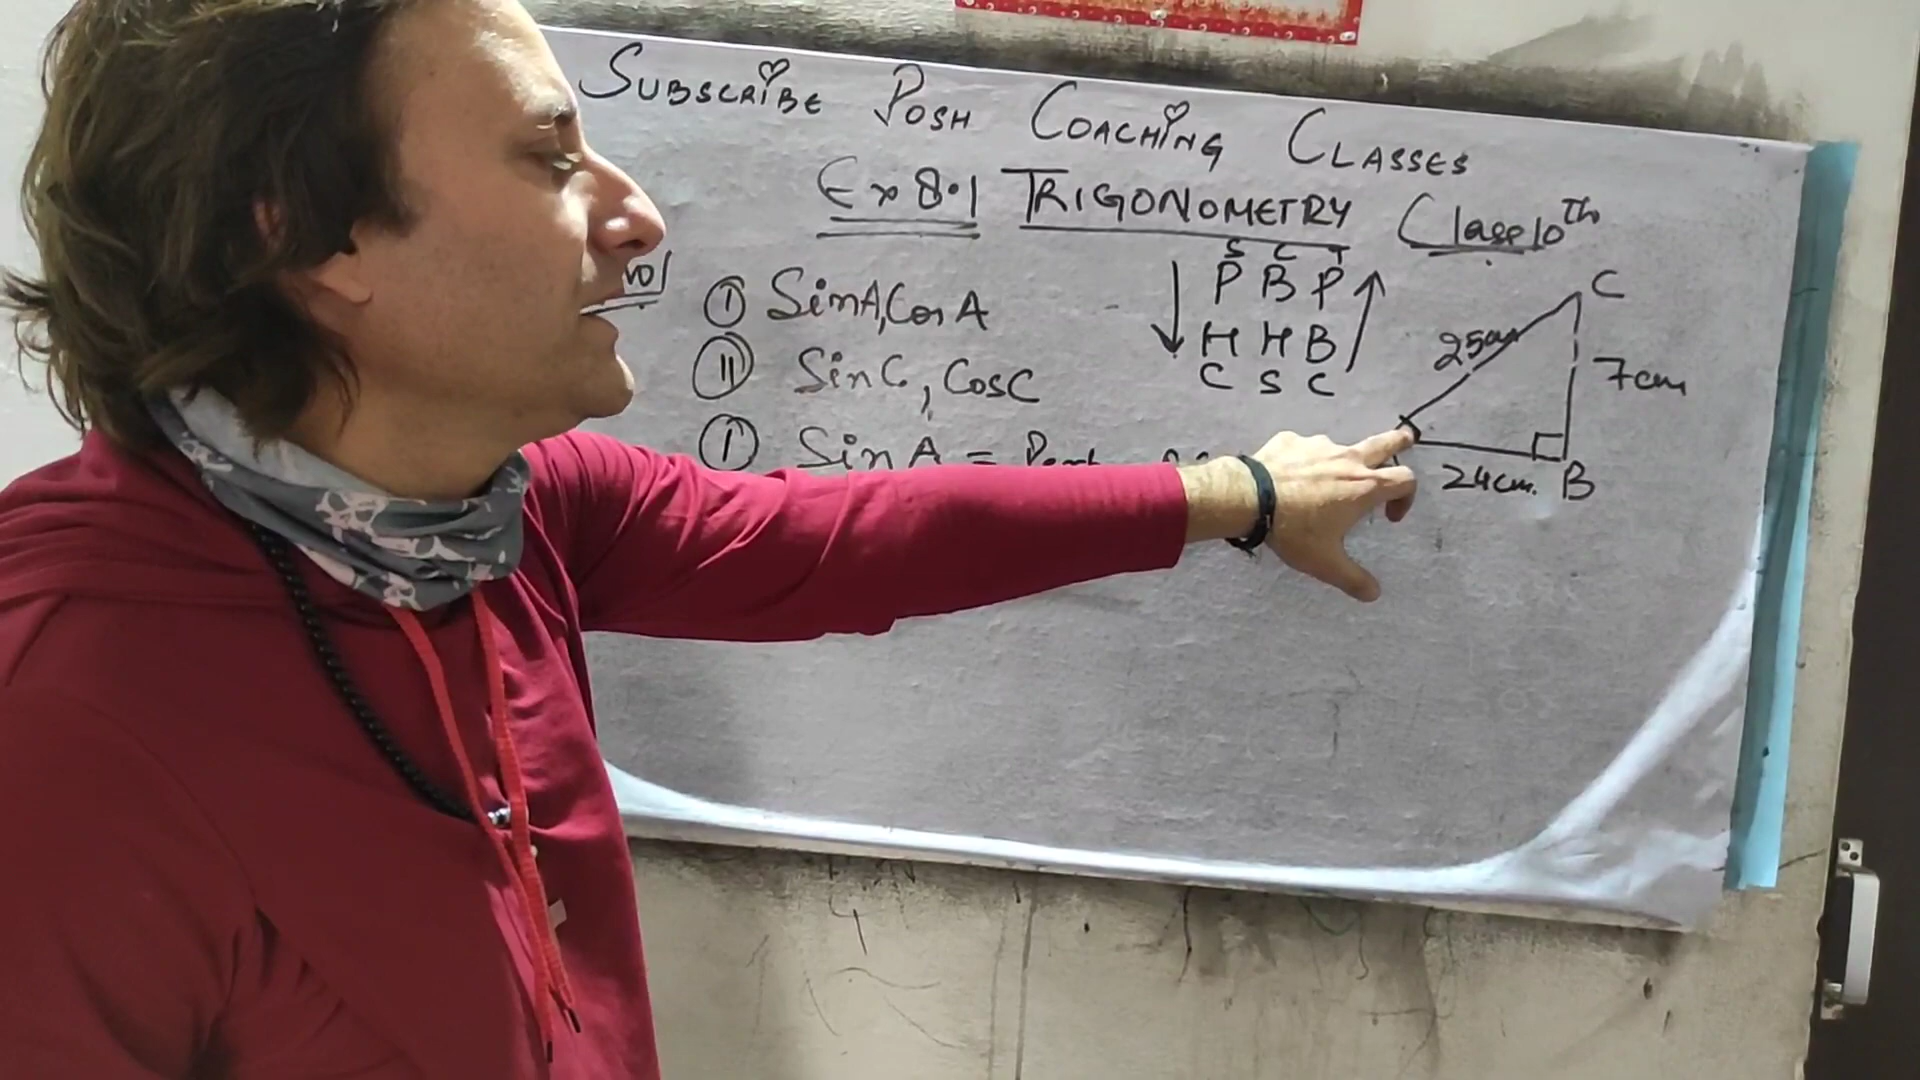 SUBSCRIBE POSH COACHING CLASSES
Ex 8.1 TRIGONOMETRY Class 10th
S C T
P B P
H H B
C S C
① SinA, CosA
② SinC, CosC
① SinA =
C
25cm
7cm
24cm. B